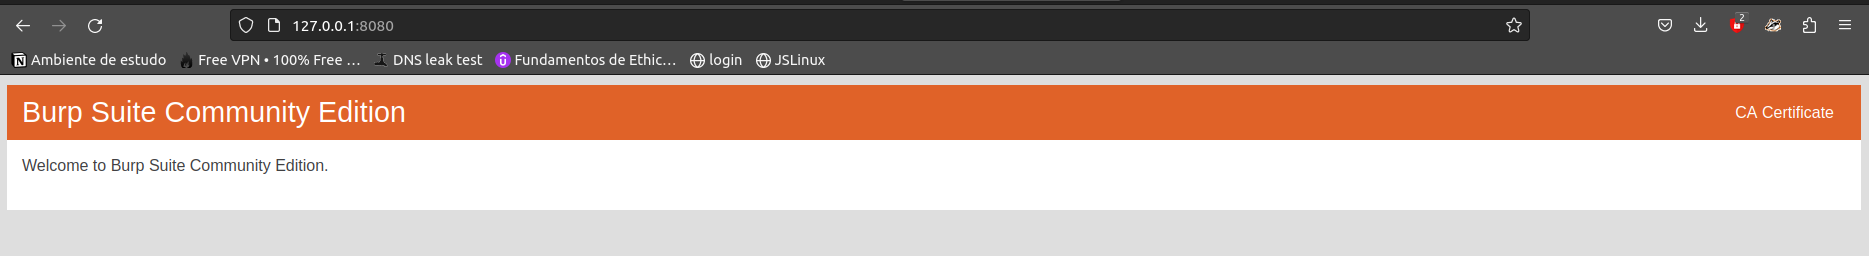 127.0.0.1:8080
2
Ambiente de estudo Free VPN • 100% Free ... DNS leak test Fundamentos de Ethic... login JSLinux
Burp Suite Community Edition CA Certificate
Welcome to Burp Suite Community Edition.